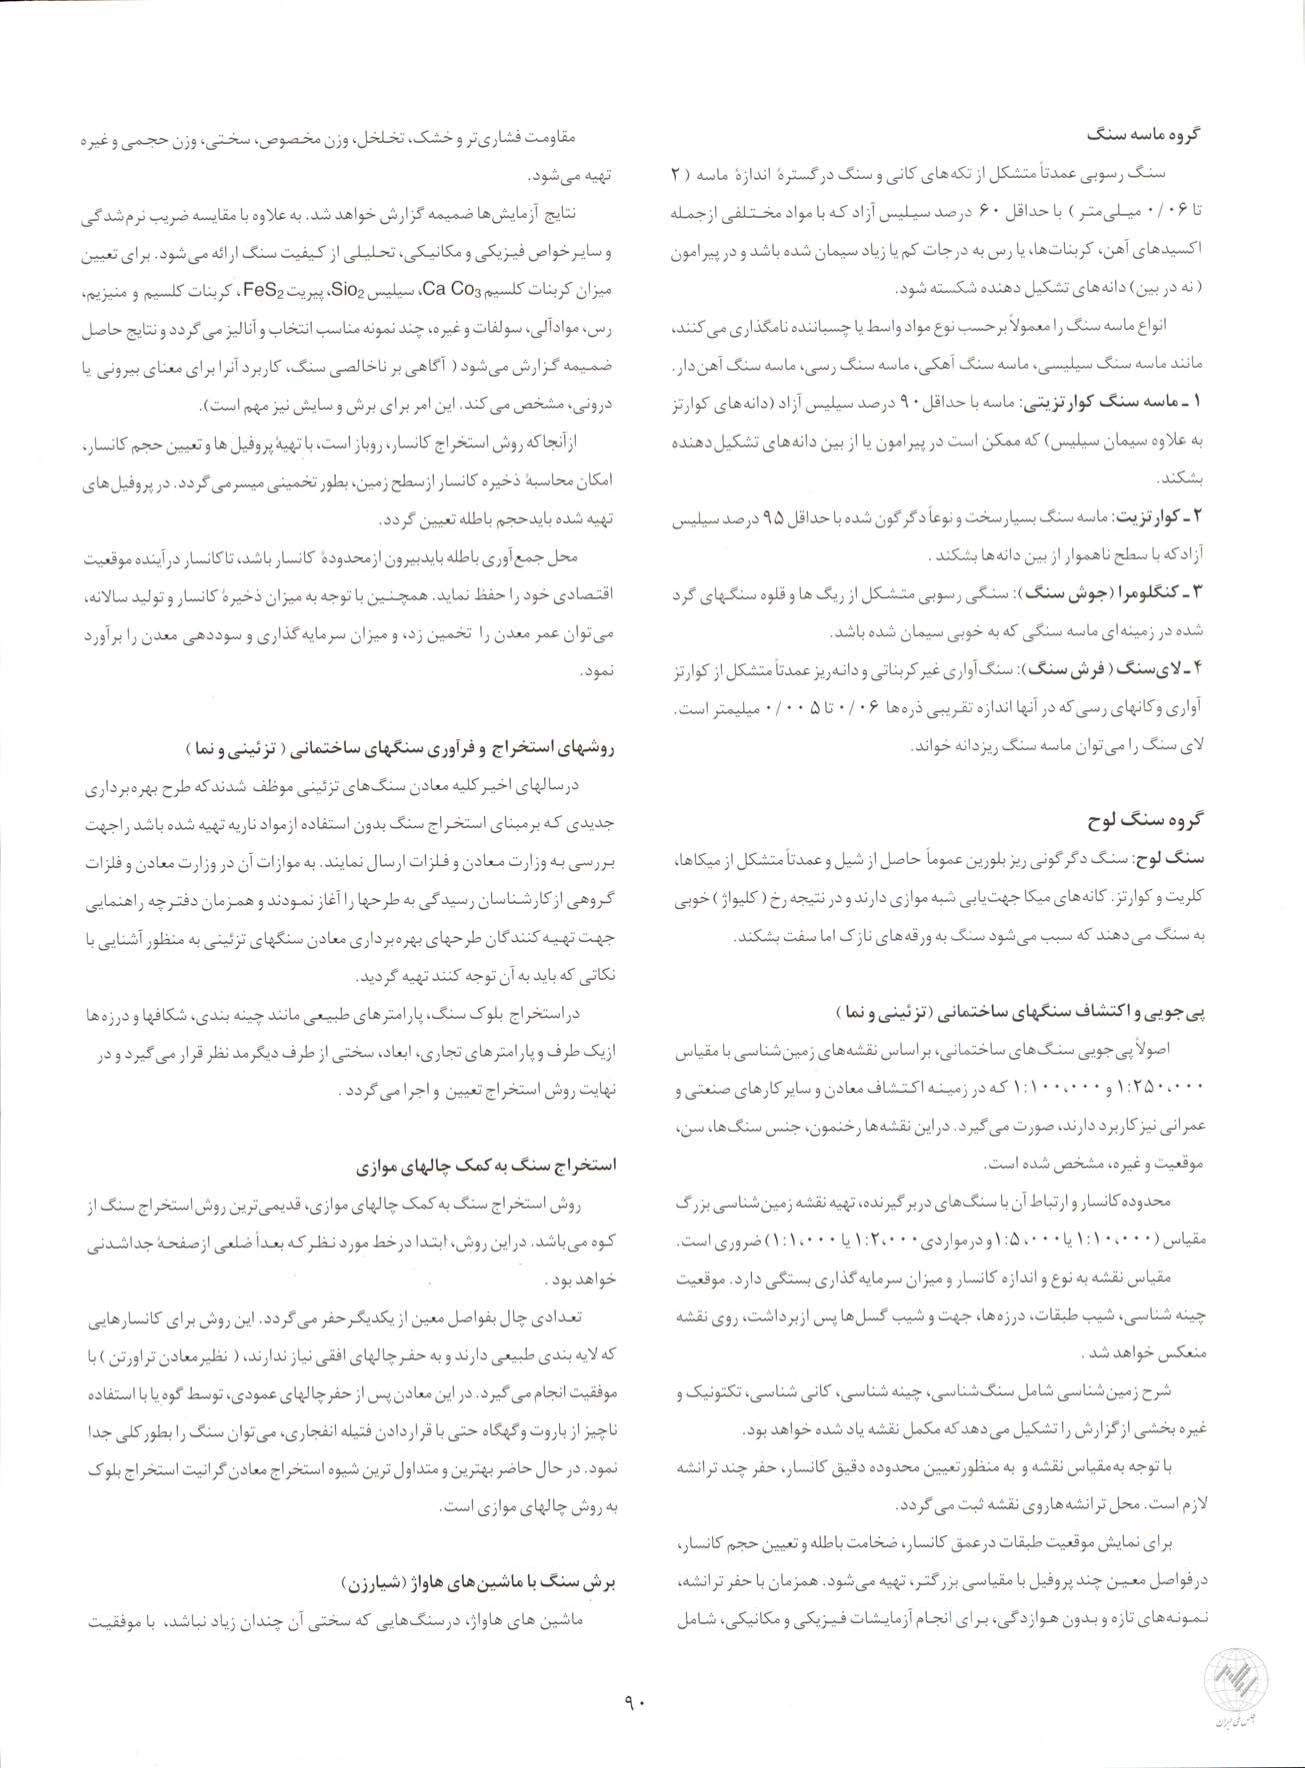 گروه ماسه سنگ
سنگ رسوبی عمدتاً متشکل از تکه‌های کانی و سنگ در گسترهٔ اندازهٔ ماسه ( ۲
تا ۰/۰۶ میلی‌متر ) با حداقل ۶۰ درصد سیلیس آزاد که با مواد مختلفی ازجمله
اکسیدهای آهن، کربنات‌ها، یا رس به درجات کم یا زیاد سیمان شده باشد و در پیرامون
( نه در بین) دانه‌های تشکیل دهنده شکسته شود.
انواع ماسه سنگ را معمولاً برحسب نوع مواد واسط یا چسباننده نامگذاری می کنند،
مانند ماسه سنگ سیلیسی، ماسه سنگ آهکی، ماسه سنگ رسی، ماسه سنگ آهن‌دار.
۱ ـ ماسه سنگ کوارتزیتی: ماسه با حداقل ۹۰ درصد سیلیس آزاد (دانه‌های کوارتز
به علاوه سیمان سیلیس) که ممکن است در پیرامون یا از بین دانه‌های تشکیل دهنده
بشکند.
۲ ـ کوارتزیت: ماسه سنگ بسیار سخت و نوعاً دگرگون شده با حداقل ۹۵ درصد سیلیس
آزاد که با سطح ناهموار از بین دانه‌ها بشکند .
۳ ـ کنگلومرا (جوش سنگ): سنگی رسوبی متشکل از ریگ ها و قلوه سنگهای گرد
شده در زمینه‌ای ماسه سنگی که به خوبی سیمان شده باشد.
۴ ـ لای‌سنگ ( فرش سنگ): سنگ‌آواری غیرکربناتی و دانه‌ریز عمدتاً متشکل از کوارتز
آواری و کانهای رسی که در آنها اندازه تقریبی ذره‌ها ۰/۰۶ تا ۰/۰۰۵ میلیمتر است.
لای سنگ را می‌توان ماسه سنگ ریزدانه خواند.
گروه سنگ لوح
سنگ لوح: سنگ دگرگونی ریز بلورین عموماً حاصل از شیل و عمدتاً متشکل از میکاها،
کلریت و کوارتز. کانه‌های میکا جهت‌یابی شبه موازی دارند و در نتیجه رخ ( کلیواژ ) خوبی
به سنگ می‌دهند که سبب می‌شود سنگ به ورقه‌های نازک اما سفت بشکند.
پی‌جویی و اکتشاف سنگهای ساختمانی (تزئینی و نما )
اصولاً پی جویی سنگ‌های ساختمانی، براساس نقشه‌های زمین‌شناسی با مقیاس
۱:۲۵۰،۰۰۰ و ۱:۱۰۰،۰۰۰ که در زمینه اکتشاف معادن و سایر کارهای صنعتی و
عمرانی نیز کاربرد دارند، صورت می‌گیرد. دراین نقشه‌ها رخنمون، جنس سنگ‌ها، سن،
موقعیت و غیره، مشخص شده است.
محدوده کانسار و ارتباط آن با سنگ‌های دربرگیرنده، تهیه نقشه زمین‌شناسی بزرگ
مقیاس (۱:۱۰،۰۰۰ یا ۱:۵،۰۰۰ و در مواردی ۱:۲،۰۰۰ یا ۱:۱،۰۰۰) ضروری است.
مقیاس نقشه به نوع و اندازه کانسار و میزان سرمایه‌گذاری بستگی دارد. موقعیت
چینه شناسی، شیب طبقات، درزه‌ها، جهت و شیب گسل‌ها پس ازبرداشت، روی نقشه
منعکس خواهد شد .
شرح زمین‌شناسی شامل سنگ‌شناسی، چینه شناسی، کانی شناسی، تکتونیک و
غیره بخشی از گزارش را تشکیل می‌دهد که مکمل نقشه یاد شده خواهد بود.
با توجه به‌مقیاس نقشه و به منظورتعیین محدوده دقیق کانسار، حفر چند ترانشه
لازم است. محل ترانشه‌هاروی نقشه ثبت می گردد.
برای نمایش موقعیت طبقات درعمق کانسار، ضخامت باطله و تعیین حجم کانسار،
درفواصل معین چند پروفیل با مقیاسی بزرگتر، تهیه می‌شود. همزمان با حفر ترانشه،
نمونه‌های تازه و بدون هوازدگی، برای انجام آزمایشات فیزیکی و مکانیکی، شامل
مقاومت فشاری‌تر و خشک، تخلخل، وزن مخصوص، سختی، وزن حجمی و غیره
تهیه می‌شود.
نتایج آزمایش‌ها ضمیمه گزارش خواهد شد. به علاوه با مقایسه ضریب نرم‌شدگی
و سایر خواص فیزیکی و مکانیکی، تحلیلی از کیفیت سنگ ارائه می‌شود. برای تعیین
میزان کربنات کلسیم Ca Co3، سیلیس Sio2، پیریت FeS2، کربنات کلسیم و منیزیم،
رس، موادآلی، سولفات و غیره، چند نمونه مناسب انتخاب و آنالیز می گردد و نتایج حاصل
ضمیمه گزارش می‌شود ( آگاهی بر ناخالصی سنگ، کاربرد آنرا برای معنای بیرونی یا
درونی، مشخص می کند. این امر برای برش و سایش نیز مهم است).
ازآنجاکه روش استخراج کانسار، روباز است، با تهیهٔ پروفیل ها و تعیین حجم کانسار،
امکان محاسبهٔ ذخیره کانسار ازسطح زمین، بطور تخمینی میسرمی گردد. در پروفیل‌های
تهیه شده بایدحجم باطله تعیین گردد.
محل جمع‌آوری باطله بایدبیرون ازمحدودهٔ کانسار باشد، تاکانسار درآینده موقعیت
اقتصادی خود را حفظ نماید. همچنین با توجه به میزان ذخیرهٔ کانسار و تولید سالانه،
می‌توان عمر معدن را تخمین زد، و میزان سرمایه گذاری و سوددهی معدن را برآورد
نمود.
روشهای استخراج و فرآوری سنگهای ساختمانی ( تزئینی و نما )
درسالهای اخیر کلیه معادن سنگ‌های تزئینی موظف شدند که طرح بهره‌برداری
جدیدی که برمبنای استخراج سنگ بدون استفاده ازمواد ناریه تهیه شده باشد راجهت
بررسی به وزارت معادن و فلزات ارسال نمایند. به موازات آن در وزارت معادن و فلزات
گروهی از کارشناسان رسیدگی به طرحها را آغاز نمودند و همزمان دفترچه راهنمایی
جهت تهیه کنندگان طرحهای بهره‌برداری معادن سنگهای تزئینی به منظور آشنایی با
نکاتی که باید به آن توجه کنند تهیه گردید.
دراستخراج بلوک سنگ، پارامترهای طبیعی مانند چینه بندی، شکافها و درزه‌ها
ازیک طرف و پارامترهای تجاری، ابعاد، سختی از طرف دیگرمد نظر قرار می‌گیرد و در
نهایت روش استخراج تعیین و اجرا می‌گردد .
استخراج سنگ به کمک چالهای موازی
روش استخراج سنگ به کمک چالهای موازی، قدیمی‌ترین روش استخراج سنگ از
کوه می‌باشد. دراین روش، ابتدا درخط مورد نظر که بعداً ضلعی ازصفحهٔ جداشدنی
خواهد بود .
تعدادی چال بفواصل معین از یکدیگر حفر می گردد. این روش برای کانسارهایی
که لایه بندی طبیعی دارند و به حفر چالهای افقی نیاز ندارند، ( نظیر معادن تراورتن ) با
موفقیت انجام می گیرد. در این معادن پس از حفر چالهای عمودی، توسط گوه یا با استفاده
ناچیز از باروت و گهگاه حتی با قراردادن فتیله انفجاری، می‌توان سنگ را بطور کلی جدا
نمود. در حال حاضر بهترین و متداول ترین شیوه استخراج معادن گرانیت استخراج بلوک
به روش چالهای موازی است.
برش سنگ با ماشین‌های هاواژ (شیارزن)
ماشین های هاواژ، درسنگ‌هایی که سختی آن چندان زیاد نباشد، با موفقیت
۹۰
مجلس ملی ایران